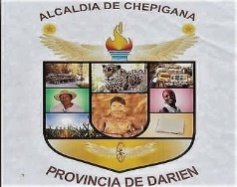 ALCALDIA DE CHEPIGANA
PROVINCIA DE DARIEN